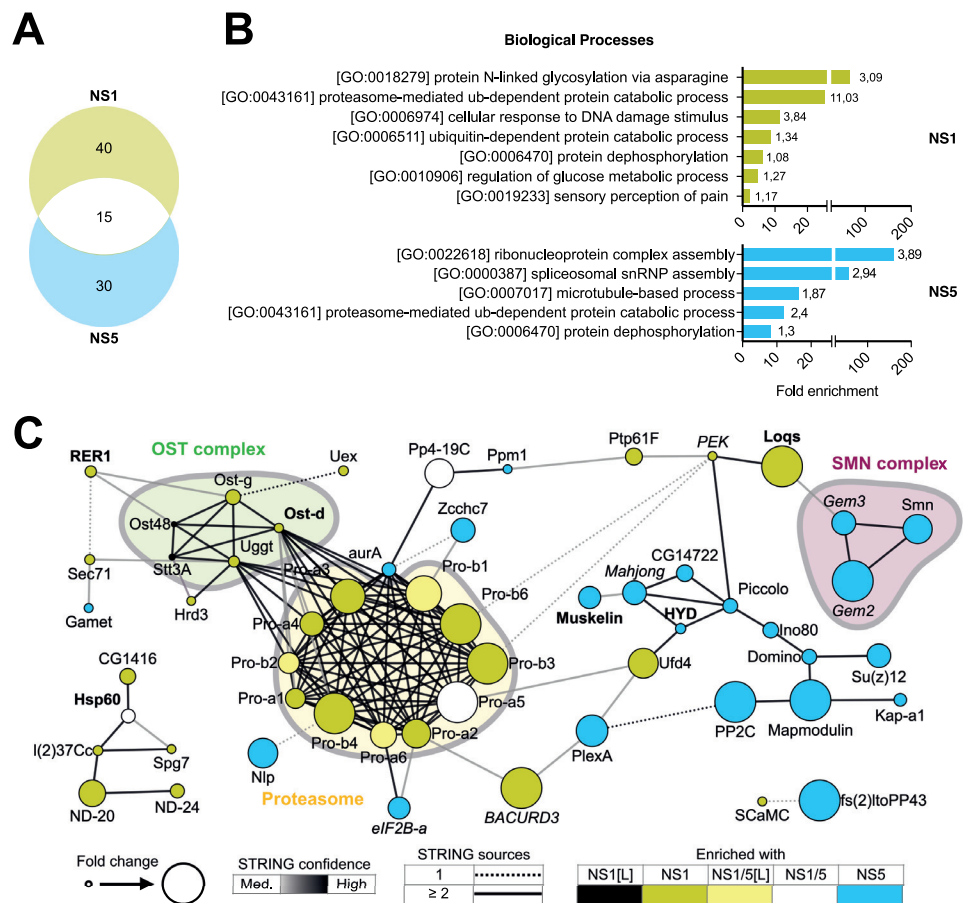 A
NS1
40
15
30
NS5
B
Biological Processes
[GO:0018279] protein N-linked glycosylation via asparagine 3,09
[GO:0043161] proteasome-mediated ub-dependent protein catabolic process 11,03
[GO:0006974] cellular response to DNA damage stimulus 3,84
[GO:0006511] ubiquitin-dependent protein catabolic process 1,34
[GO:0006470] protein dephosphorylation 1,08
[GO:0010906] regulation of glucose metabolic process 1,27
[GO:0019233] sensory perception of pain 1,17
NS1
0 10 20 100 200
[GO:0022618] ribonucleoprotein complex assembly 3,89
[GO:0000387] spliceosomal snRNP assembly 2,94
[GO:0007017] microtubule-based process 1,87
[GO:0043161] proteasome-mediated ub-dependent protein catabolic process 2,4
[GO:0006470] protein dephosphorylation 1,3
NS5
0 10 20 100 200
Fold enrichment
C
OST complex
RER1
Uex
Ost-g
Ost-d
Ost48
Uggt
Stt3A
Sec71
Hrd3
Gamet
Pp4-19C
Ppm1
Ptp61F
PEK
Loqs
SMN complex
Gem3
Smn
Gem2
Zcchc7
aurA
Pro-a3
Pro-b1
Pro-b6
Pro-a4
Pro-b2
Pro-b3
Pro-a1
Pro-a5
Pro-b4
Pro-a2
Pro-a6
Proteasome
Nlp
eIF2B-a
BACURD3
CG14722
Mahjong
Muskelin
HYD
Piccolo
Ino80
Domino
Su(z)12
Ufd4
PlexA
PP2C
Mapmodulin
Kap-a1
SCaMC
fs(2)ltoPP43
CG1416
Hsp60
l(2)37Cc
Spg7
ND-20
ND-24
Fold change
STRING confidence
Med. High
STRING sources
1
≥ 2
Enriched with
NS1[L] NS1 NS1/5[L] NS1/5 NS5